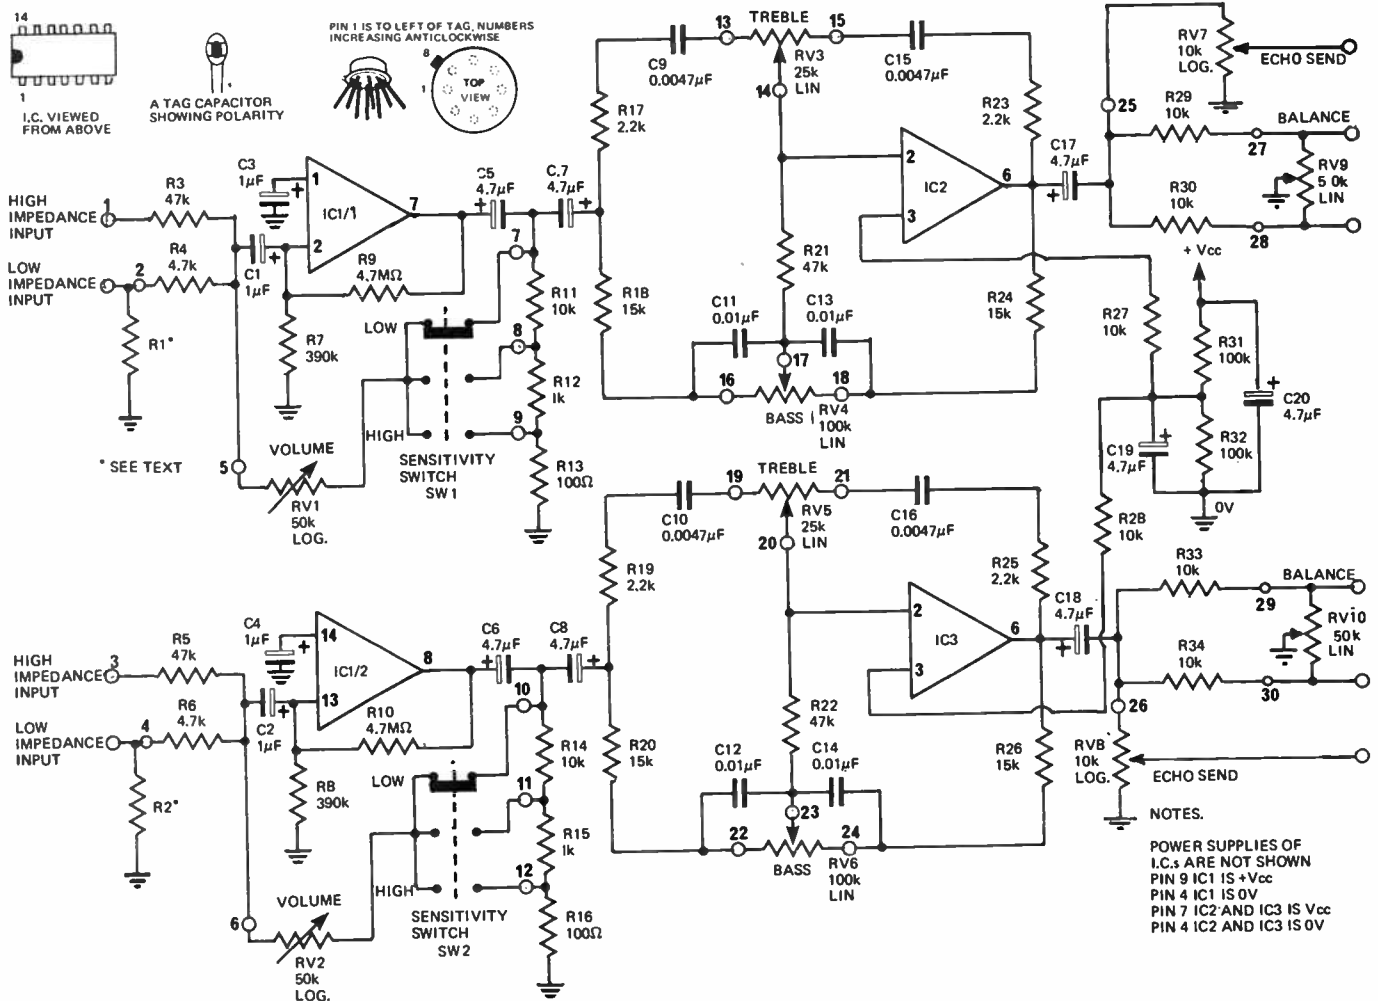 14
1
I.C. VIEWED
FROM ABOVE
A TAG CAPACITOR
SHOWING POLARITY
PIN 1 IS TO LEFT OF TAG, NUMBERS
INCREASING ANTICLOCKWISE
8
1
TOP
VIEW
HIGH
IMPEDANCE
INPUT
1
R3
47k
LOW
IMPEDANCE
INPUT
2
R4
4.7k
R1*
* SEE TEXT
C3
1µF
+
C1
1µF
+
1
2
IC1/1
7
R9
4.7MΩ
R7
390k
C5
4.7µF
+
C.7
4.7µF
+
7
R11
10k
8
R12
1k
9
R13
100Ω
LOW
HIGH
SENSITIVITY
SWITCH
SW1
5
VOLUME
RV1
50k
LOG.
R17
2.2k
R18
15k
C9
0.0047µF
13
TREBLE
15
RV3
25k
LIN
14
C15
0.0047µF
R23
2.2k
R21
47k
C11
0.01µF
C13
0.01µF
17
16
18
BASS
RV4
100k
LIN
R24
15k
2
3
IC2
6
C17
4.7µF
+
25
RV7
10k
LOG.
ECHO SEND
R29
10k
27
BALANCE
RV9
5 0k
LIN
R30
10k
28
+ Vcc
R27
10k
R31
100k
R32
100k
C20
4.7µF
+
C19
4.7µF
+
0V
R28
10k
HIGH
IMPEDANCE
INPUT
3
R5
47k
LOW
IMPEDANCE
INPUT
4
R6
4.7k
R2*
C4
1µF
+
C2
1µF
+
14
13
IC1/2
8
R10
4.7MΩ
R8
390k
C6
4.7µF
+
C8
4.7µF
+
10
R14
10k
11
R15
1k
12
R16
100Ω
LOW
HIGH
SENSITIVITY
SWITCH
SW2
6
VOLUME
RV2
50k
LOG.
R19
2.2k
R20
15k
C10
0.0047µF
19
TREBLE
21
RV5
25k
LIN
20
C16
0.0047µF
R25
2.2k
R22
47k
C12
0.01µF
C14
0.01µF
23
22
24
BASS
RV6
100k
LIN
R26
15k
2
3
IC3
6
C18
4.7µF
+
R33
10k
29
BALANCE
RV10
50k
LIN
R34
10k
30
26
RV8
10k
LOG.
ECHO SEND
NOTES.
POWER SUPPLIES OF
I.C.s ARE NOT SHOWN
PIN 9 IC1 IS +Vcc
PIN 4 IC1 IS 0V
PIN 7 IC2 AND IC3 IS Vcc
PIN 4 IC2 AND IC3 IS 0V